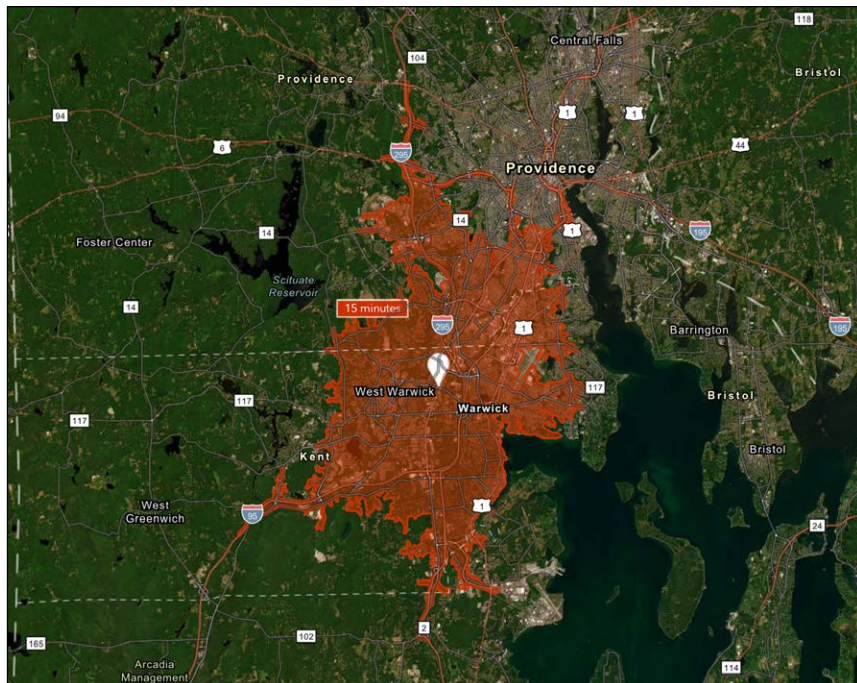 118
Central Falls
104
Providence
Bristol
94
1
1
6
44
295
Providence
14
1
195
Foster Center
14
Scituate
Reservoir
14
15 minutes
295
1
195
Barrington
West Warwick
117
Warwick
117
117
Bristol
Kent
Bristol
West
Greenwich
95
1
24
2
102
165
Arcadia
Management
114